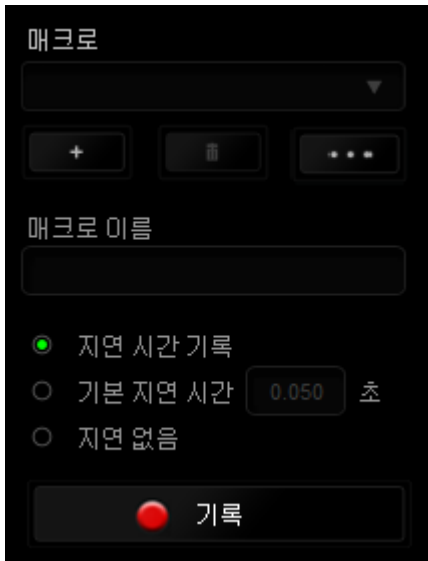 매크로
+
•••
매크로 이름
지연 시간 기록
기본 지연 시간 0.050 초
지연 없음
기록